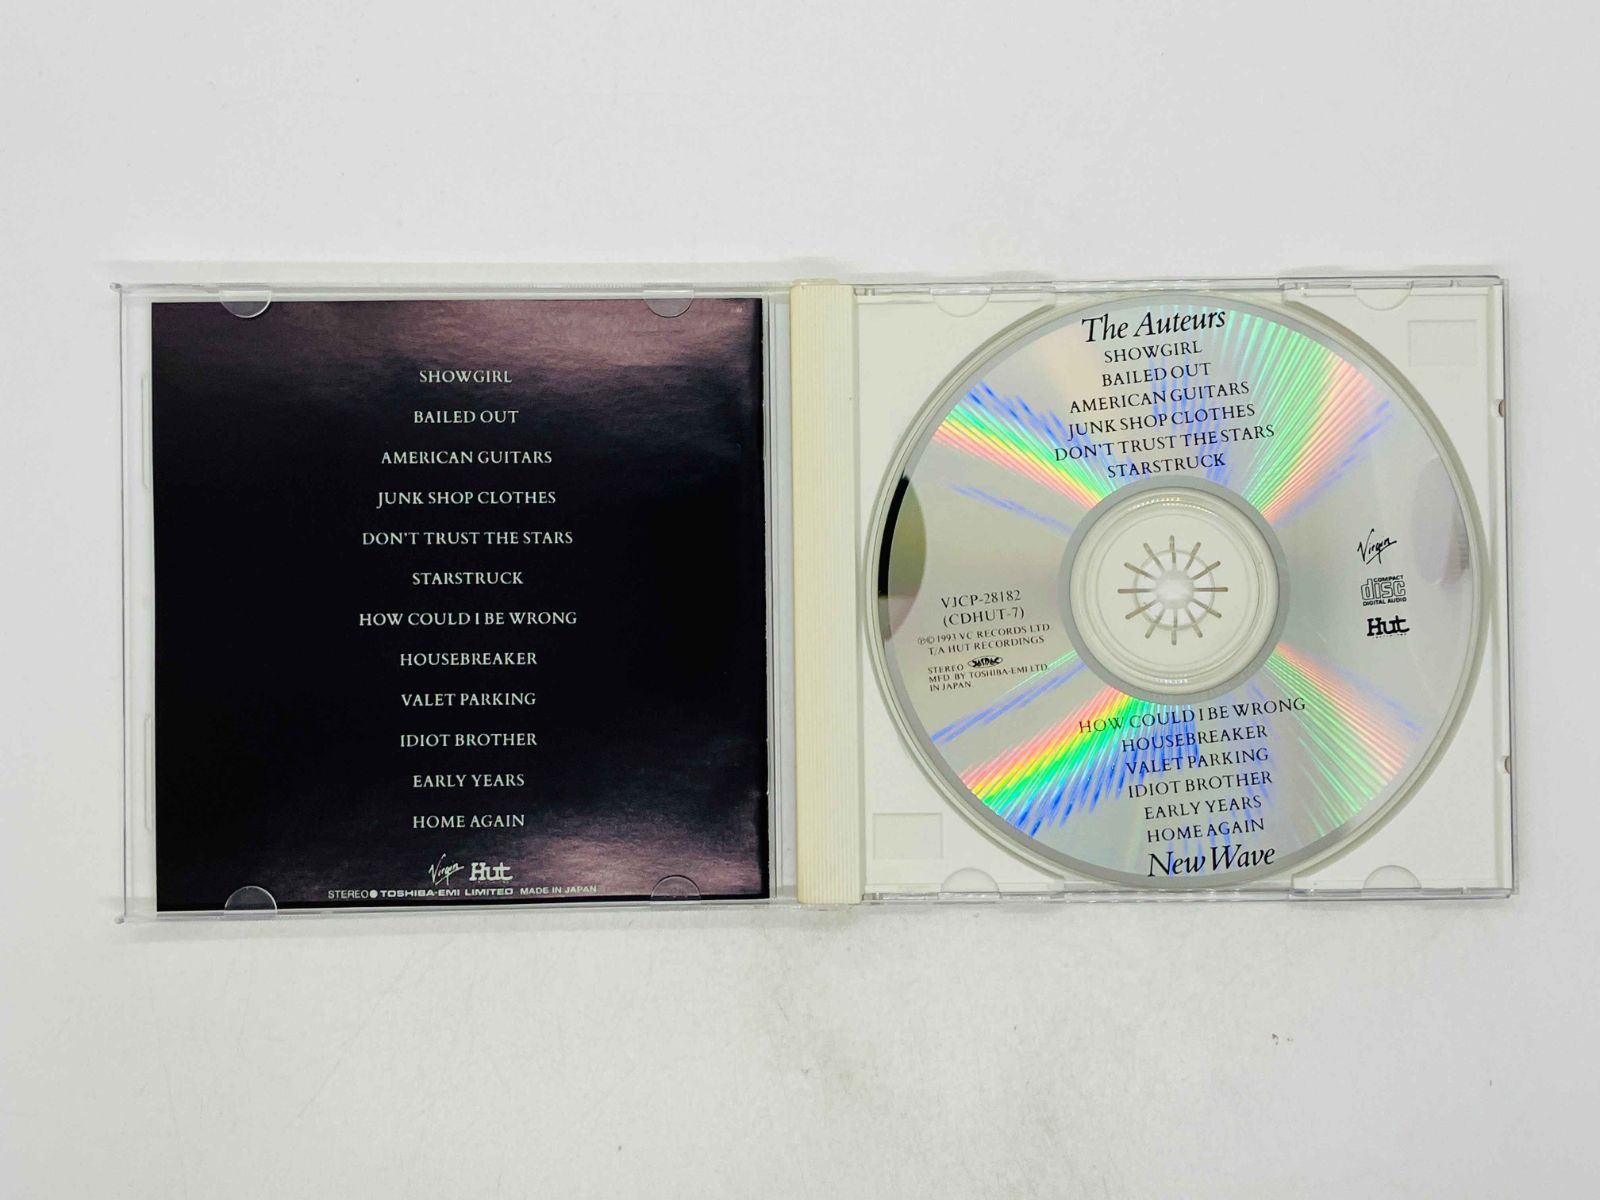 SHOWGIRL
BAILED OUT
AMERICAN GUITARS
JUNK SHOP CLOTHES
DON'T TRUST THE STARS
STARSTRUCK
HOW COULD I BE WRONG
HOUSEBREAKER
VALET PARKING
IDIOT BROTHER
EARLY YEARS
HOME AGAIN
Virgin Hut
STEREO● TOSHIBA-EMI LIMITED MADE IN JAPAN
The Auteurs
SHOWGIRL
BAILED OUT
AMERICAN GUITARS
JUNK SHOP CLOTHES
DON'T TRUST THE STARS
STARSTRUCK
VJCP-28182
(CDHUT-7)
℗© 1993 VC RECORDS LTD
T/A HUT RECORDINGS
STEREO JASRAC
MFD. BY TOSHIBA-EMI LTD
IN JAPAN
Virgin
COMPACT
disc
DIGITAL AUDIO
Hut
HOW COULD I BE WRONG
HOUSEBREAKER
VALET PARKING
IDIOT BROTHER
EARLY YEARS
HOME AGAIN
New Wave